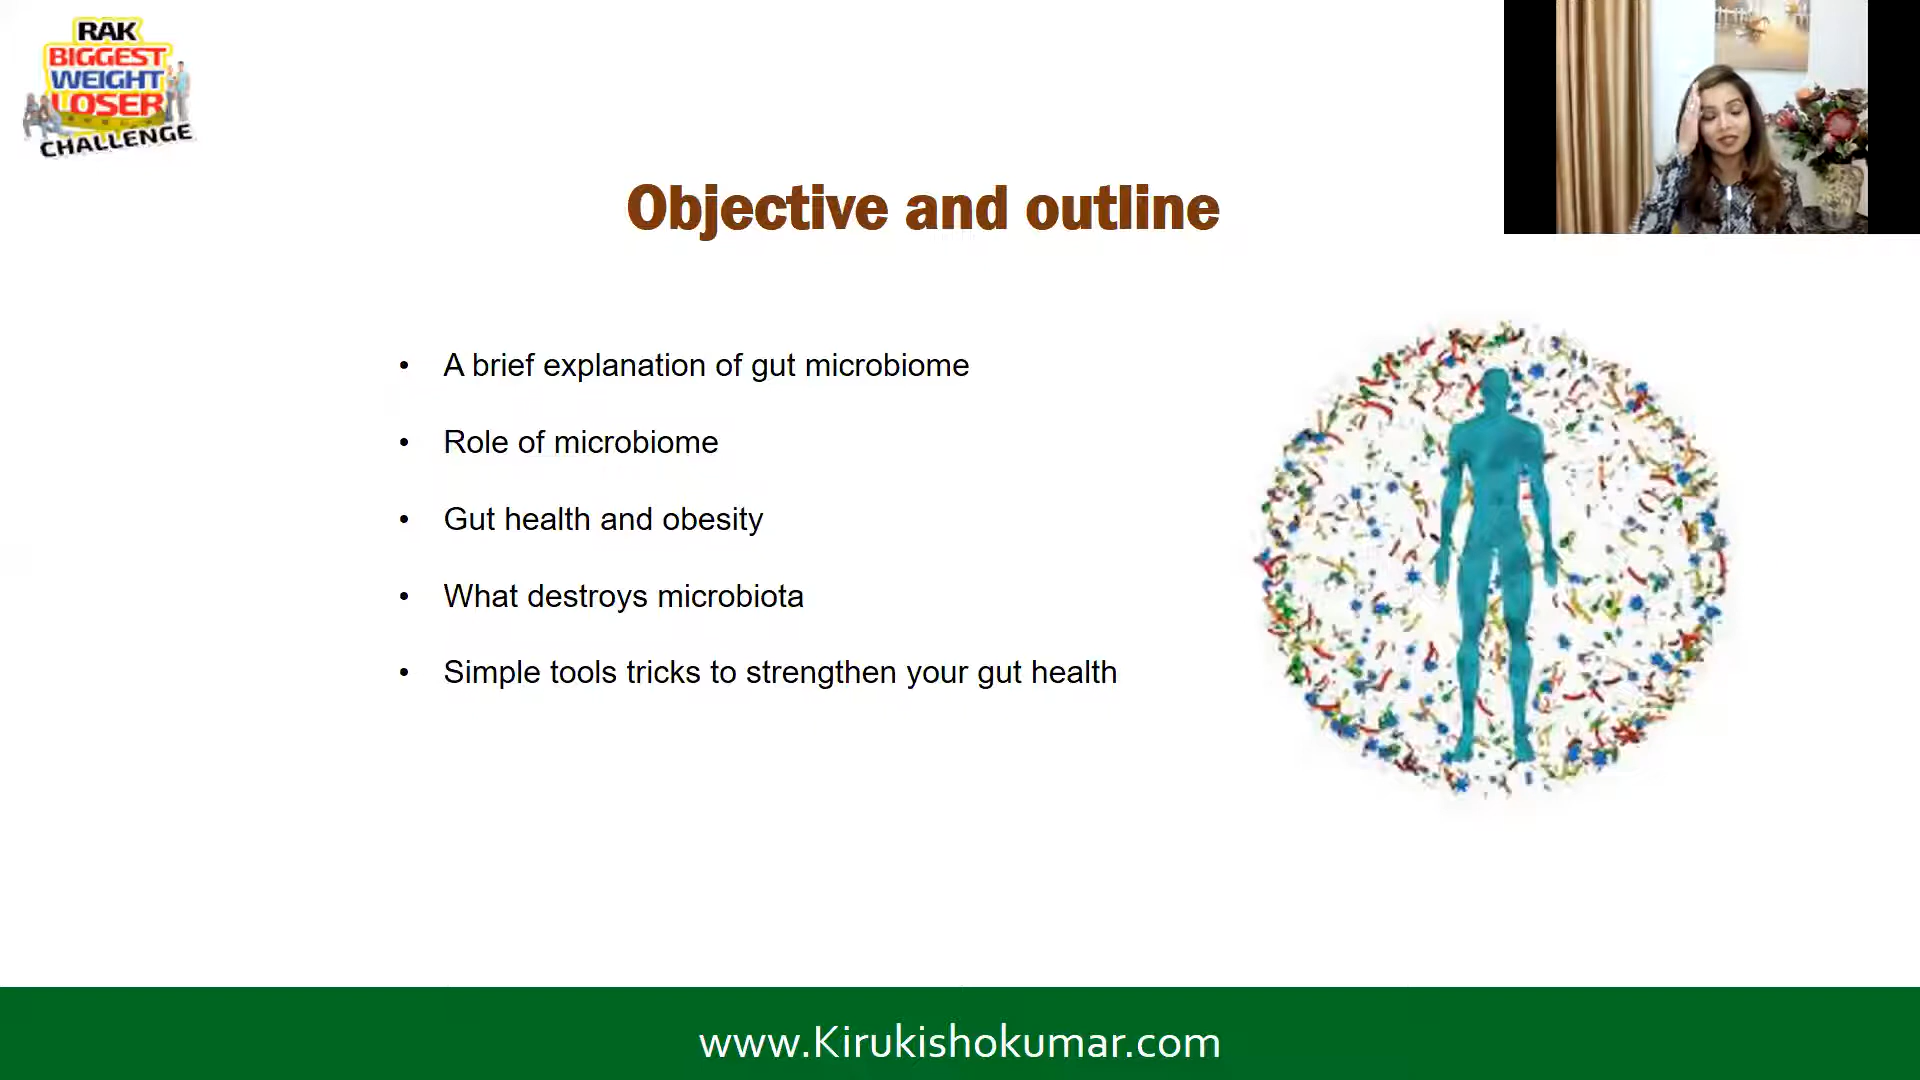 RAK
BIGGEST
WEIGHT
LOSER
CHALLENGE
Objective and outline
• A brief explanation of gut microbiome
• Role of microbiome
• Gut health and obesity
• What destroys microbiota
• Simple tools tricks to strengthen your gut health
www.Kirukishokumar.com